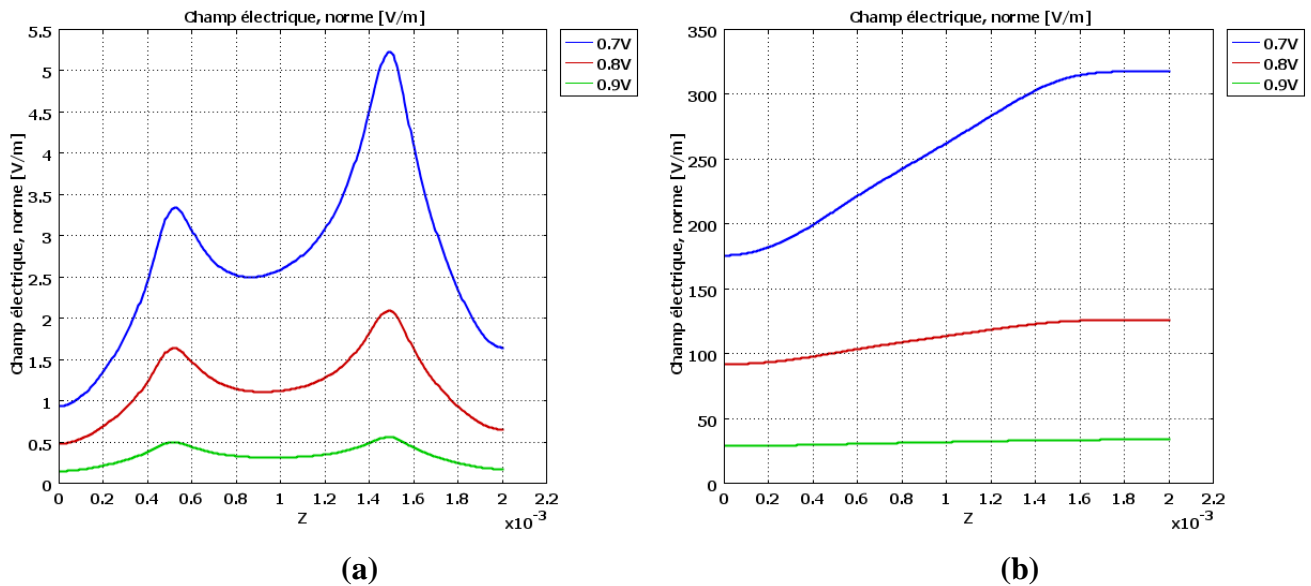 Champ électrique, norme [V/m]
5.5
5
4.5
4
3.5
3
2.5
2
1.5
1
0.5
0
Champ électrique, norme [V/m]
0 0.2 0.4 0.6 0.8 1 1.2 1.4 1.6 1.8 2 2.2
Z
x10⁻³
0.7V
0.8V
0.9V
(a)
Champ électrique, norme [V/m]
350
300
250
200
150
100
50
0
Champ électrique, norme [V/m]
0 0.2 0.4 0.6 0.8 1 1.2 1.4 1.6 1.8 2 2.2
Z
x10⁻³
0.7V
0.8V
0.9V
(b)